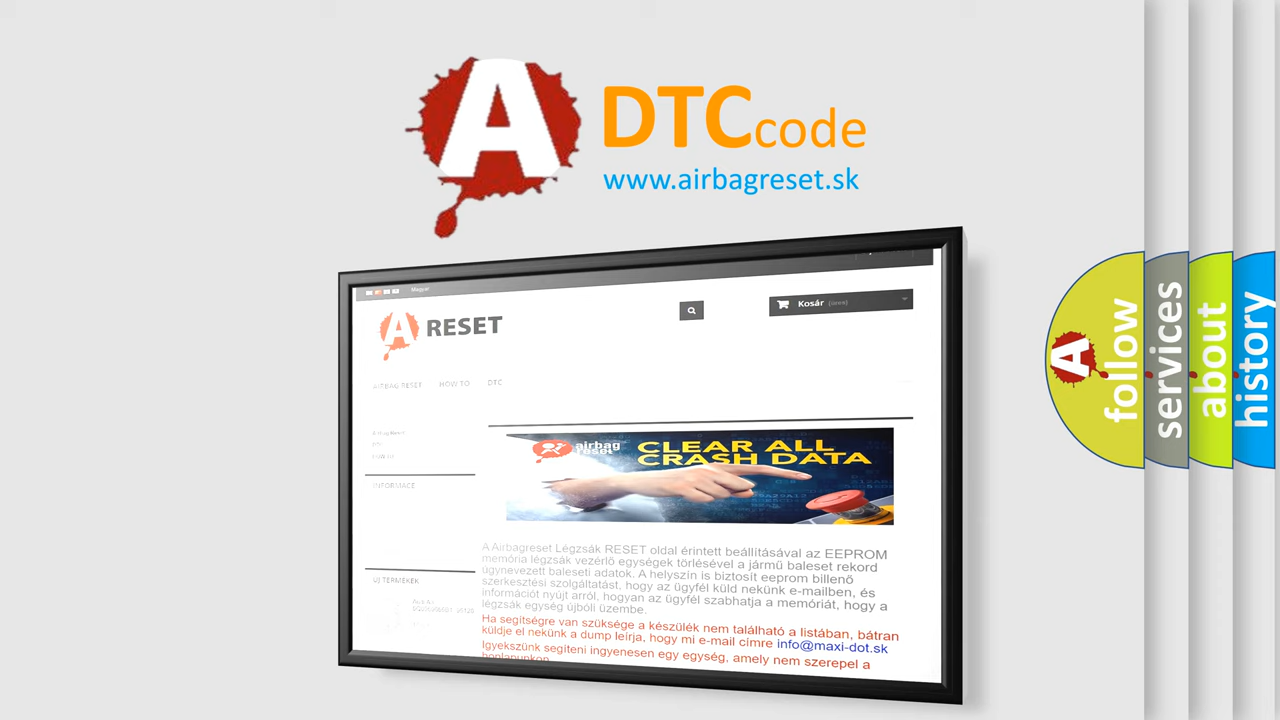 A
DTCcode
www.airbagreset.sk
Magyar
Kosár (üres)
A RESET
AIRBAG RESET HOW TO DTC
INFORMACE
airbag
reset
CLEAR ALL
CRASH DATA
A Airbagreset Légzsák RESET oldal érintett beállításával az EEPROM
memória légzsák vezérlő egységek törlésével a jármű baleset rekord
úgynevezett baleseti adatok. A helyszín is biztosít eeprom billenő
szerkesztési szolgáltatást, hogy az ügyfél küld nekünk e-mailben, és
információt nyújt arról, hogyan az ügyfél szabhatja a memóriát, hogy a
légzsák egység újbóli üzembe.
Ha segítségre van szüksége a készülék nem található a listában, bátran
küldje el nekünk a dump leírja, hogy mi e-mail címre info@maxi-dot.sk
Igyekszünk segíteni ingyenesen egy egység, amely nem szerepel a
honlapunkon
ÚJ TERMÉKEK
A
follow
services
about
history